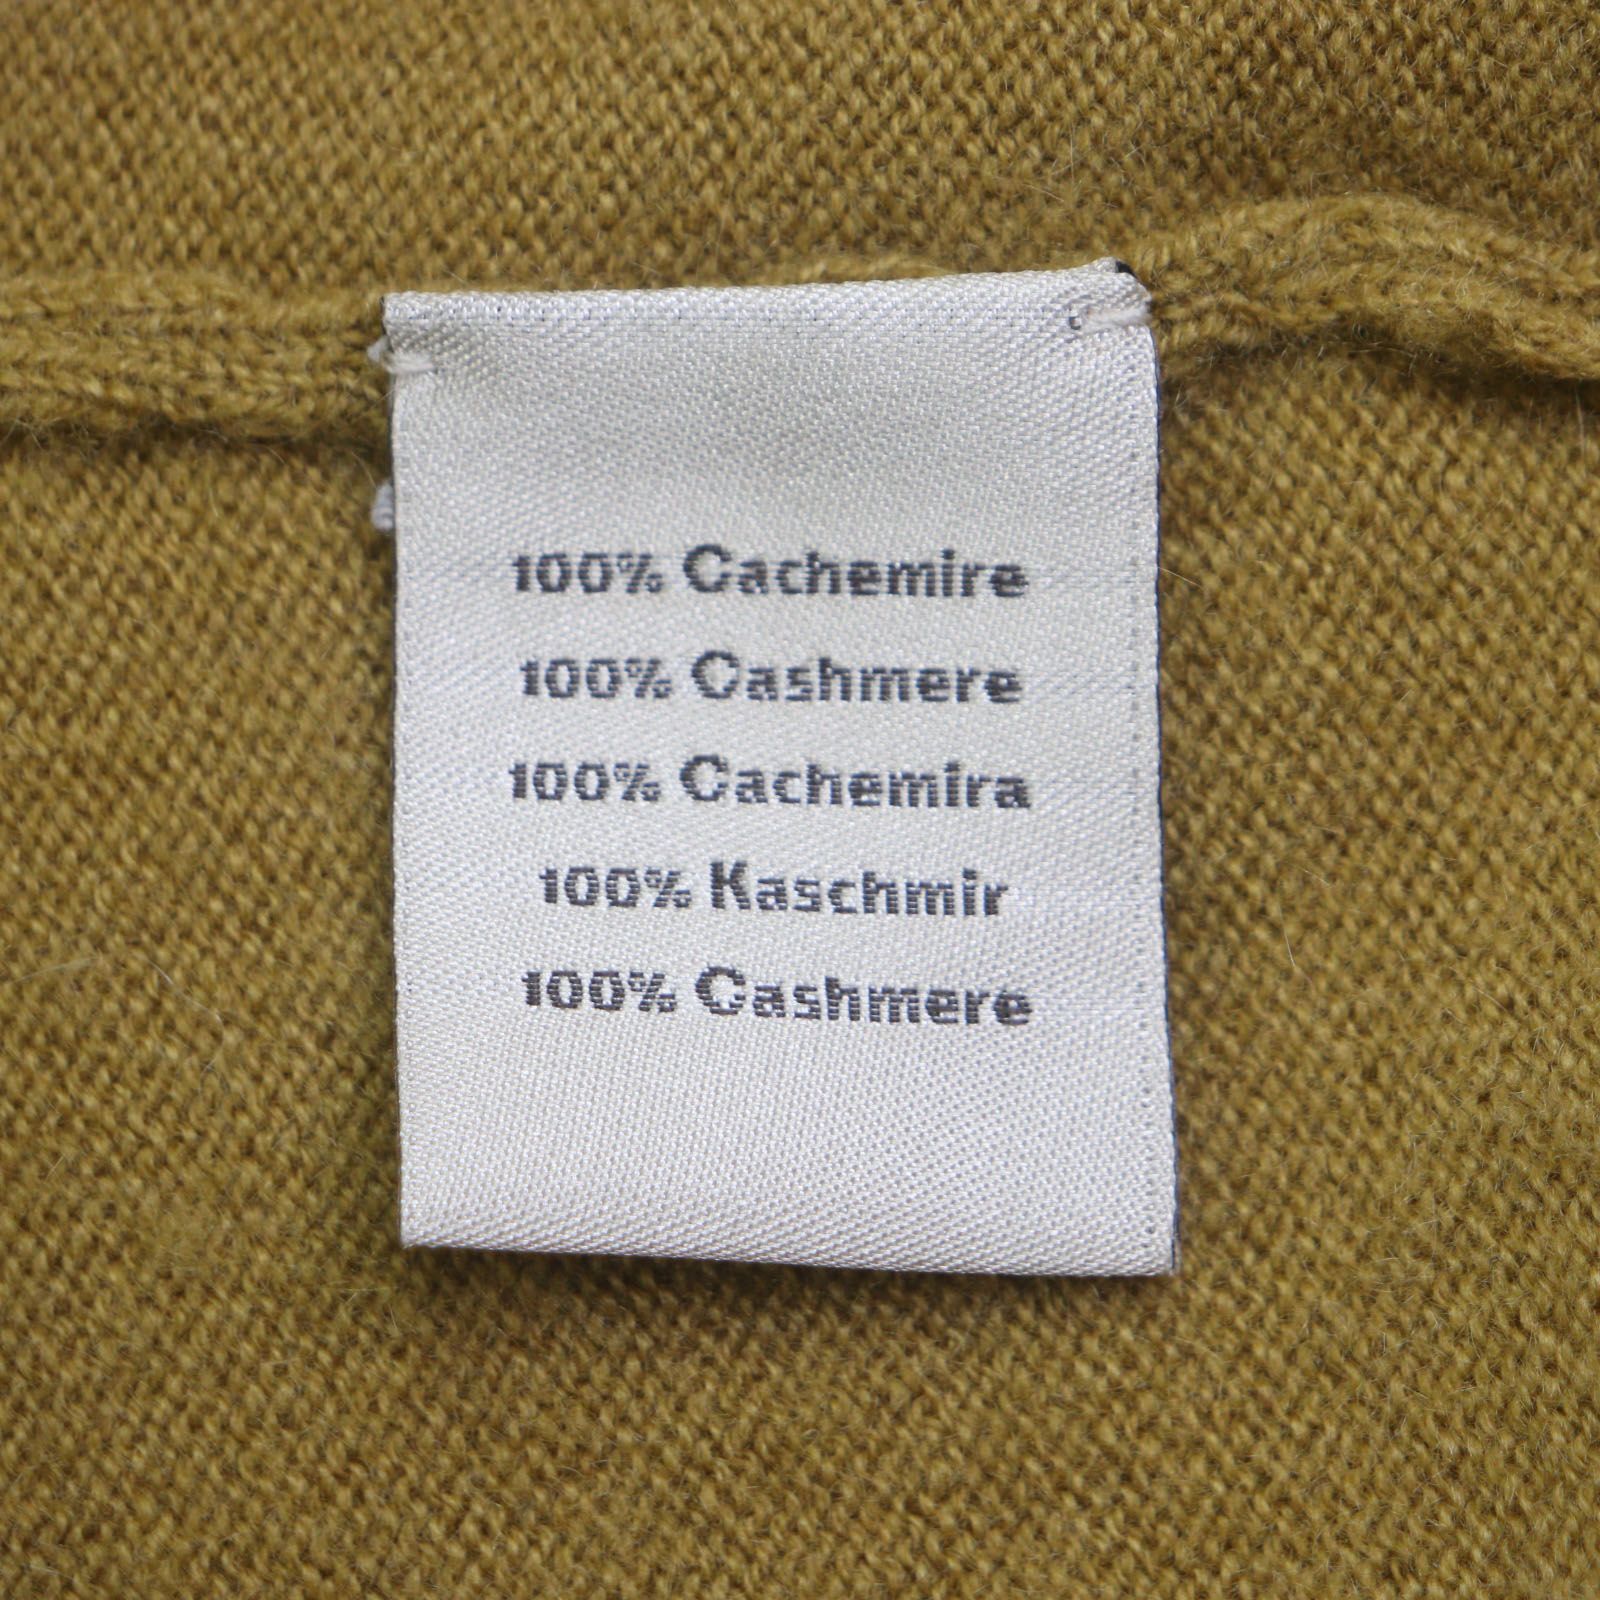 100% Cachemire
100% Cashmere
100% Cachemira
100% Kaschmir
100% Cashmere